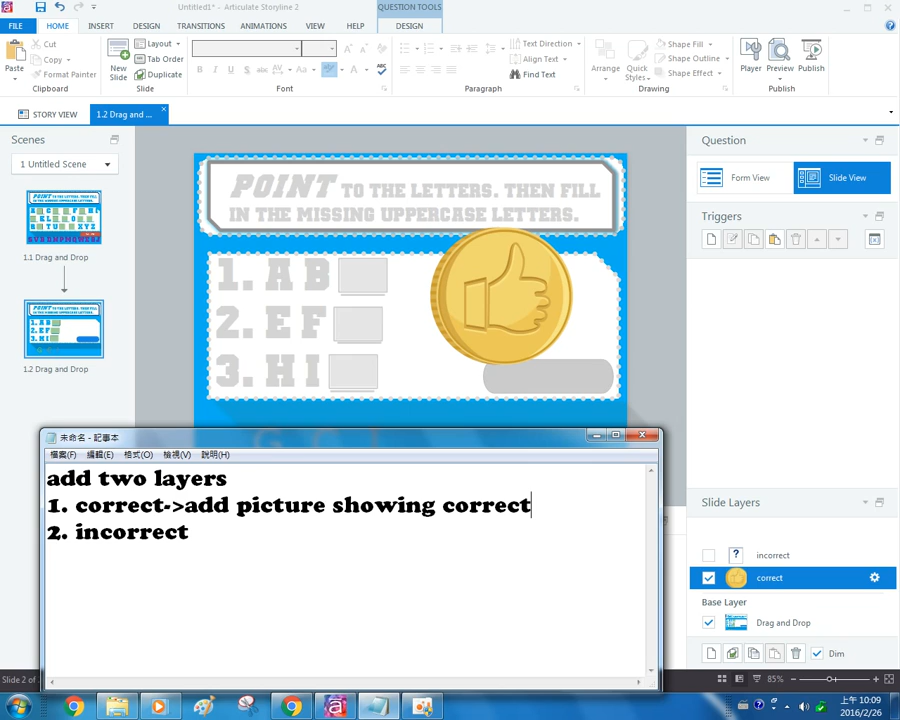 Untitled1* - Articulate Storyline 2
QUESTION TOOLS
FILE HOME INSERT DESIGN TRANSITIONS ANIMATIONS VIEW HELP DESIGN
Paste
Cut
Copy
Format Painter
Clipboard
New Slide
Layout
Tab Order
Duplicate
Slide
B I U S abc AV Aa A ABC
Font
Text Direction
Align Text
Find Text
Paragraph
Arrange
Quick Styles
Shape Fill
Shape Outline
Shape Effect
Drawing
Player Preview Publish
Publish
STORY VIEW 1.2 Drag and ...
Scenes
1 Untitled Scene
1.1 Drag and Drop
1.2 Drag and Drop
POINT TO THE LETTERS. THEN FILL
IN THE MISSING UPPERCASE LETTERS.
1. A B
2. E F
3. H I
Question
Form View Slide View
Triggers
Slide Layers
incorrect
correct
Base Layer
Drag and Drop
Dim
未命名 - 記事本
檔案(F) 編輯(E) 格式(O) 檢視(V) 說明(H)
add two layers
1. correct->add picture showing correct
2. incorrect
Slide 2 of
85%
上午 10:09
2016/2/26